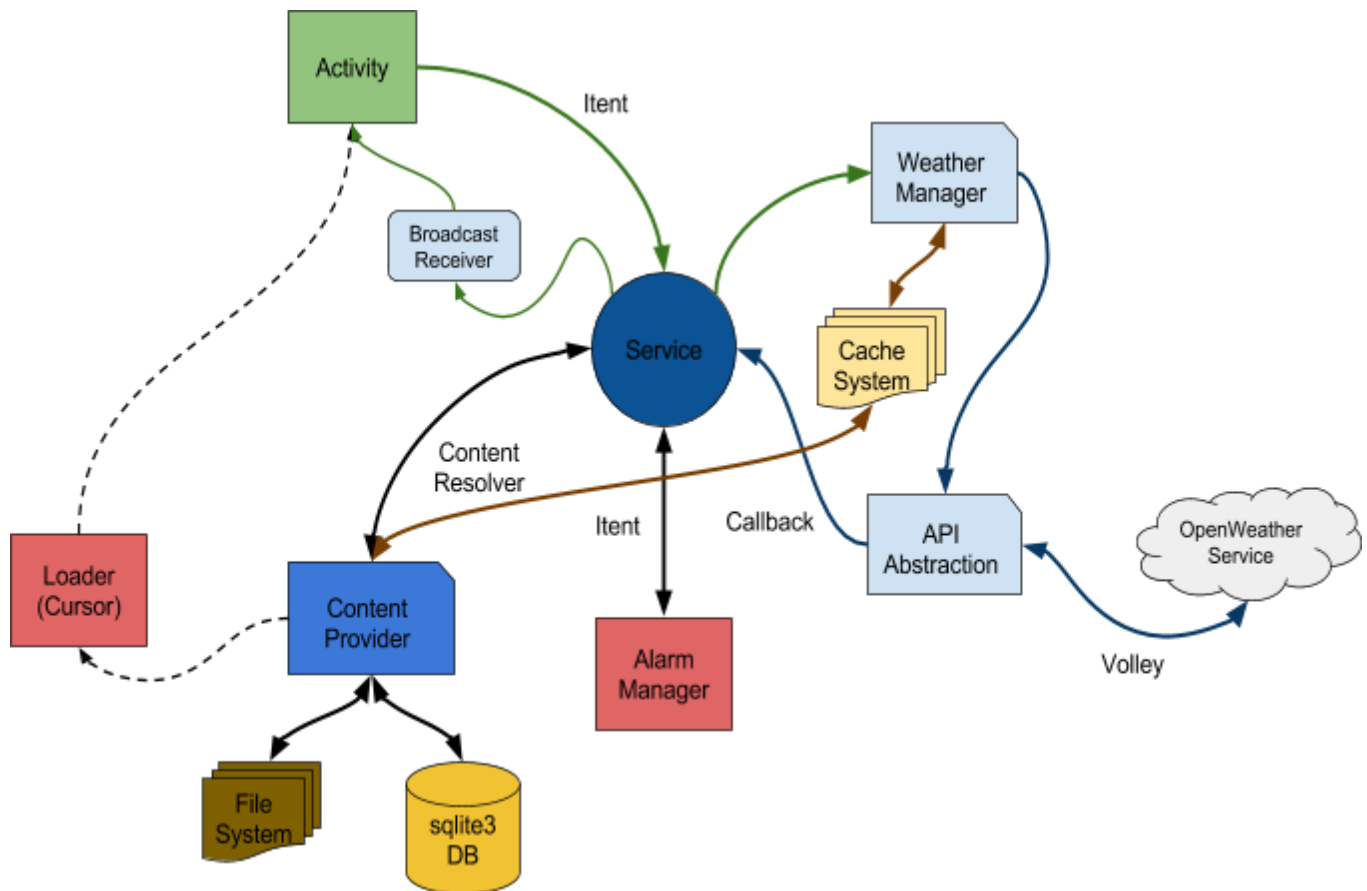 Activity
Itent
Weather
Manager
Broadcast
Receiver
Service
Cache
System
Content
Resolver
Itent
Callback
API
Abstraction
OpenWeather
Service
Loader
(Cursor)
Content
Provider
Alarm
Manager
Volley
File
System
sqlite3
DB